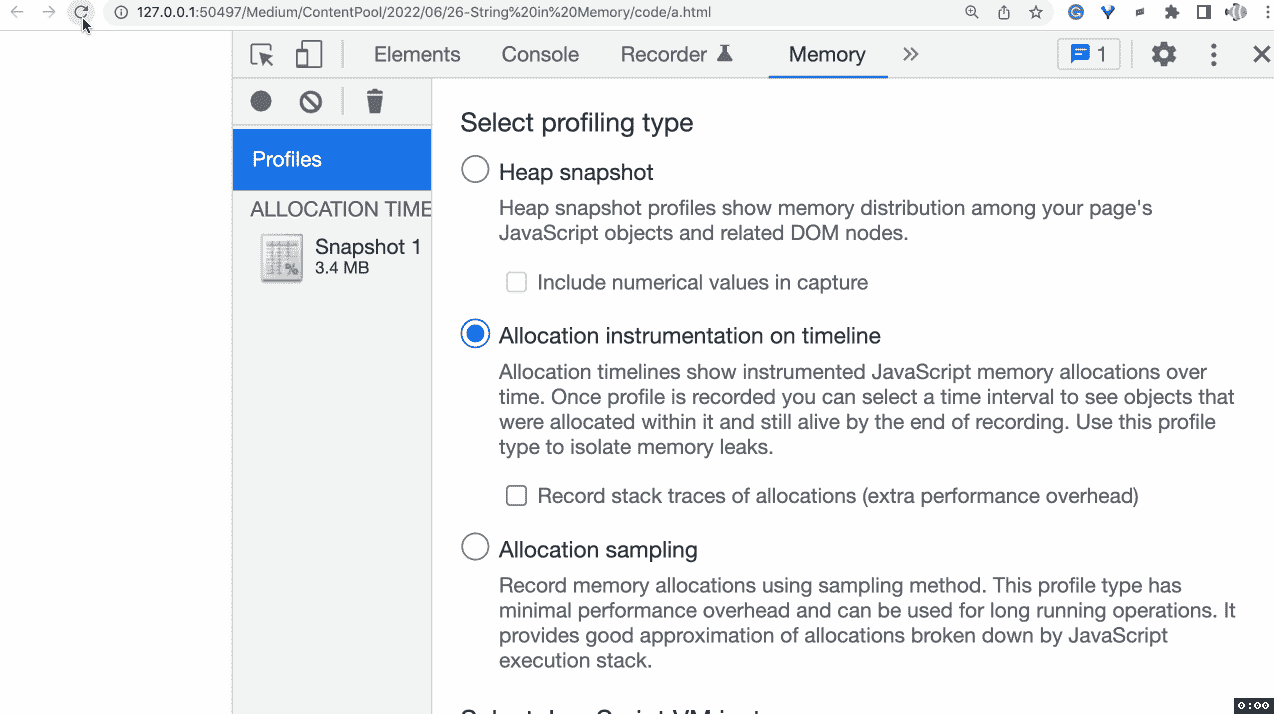 127.0.0.1:50497/Medium/ContentPool/2022/06/26-String%20in%20Memory/code/a.html
Elements Console Recorder Memory 1
Profiles
ALLOCATION TIME
Snapshot 1
3.4 MB
Select profiling type
Heap snapshot
Heap snapshot profiles show memory distribution among your page's
JavaScript objects and related DOM nodes.
Include numerical values in capture
Allocation instrumentation on timeline
Allocation timelines show instrumented JavaScript memory allocations over
time. Once profile is recorded you can select a time interval to see objects that
were allocated within it and still alive by the end of recording. Use this profile
type to isolate memory leaks.
Record stack traces of allocations (extra performance overhead)
Allocation sampling
Record memory allocations using sampling method. This profile type has
minimal performance overhead and can be used for long running operations. It
provides good approximation of allocations broken down by JavaScript
execution stack.
0:00